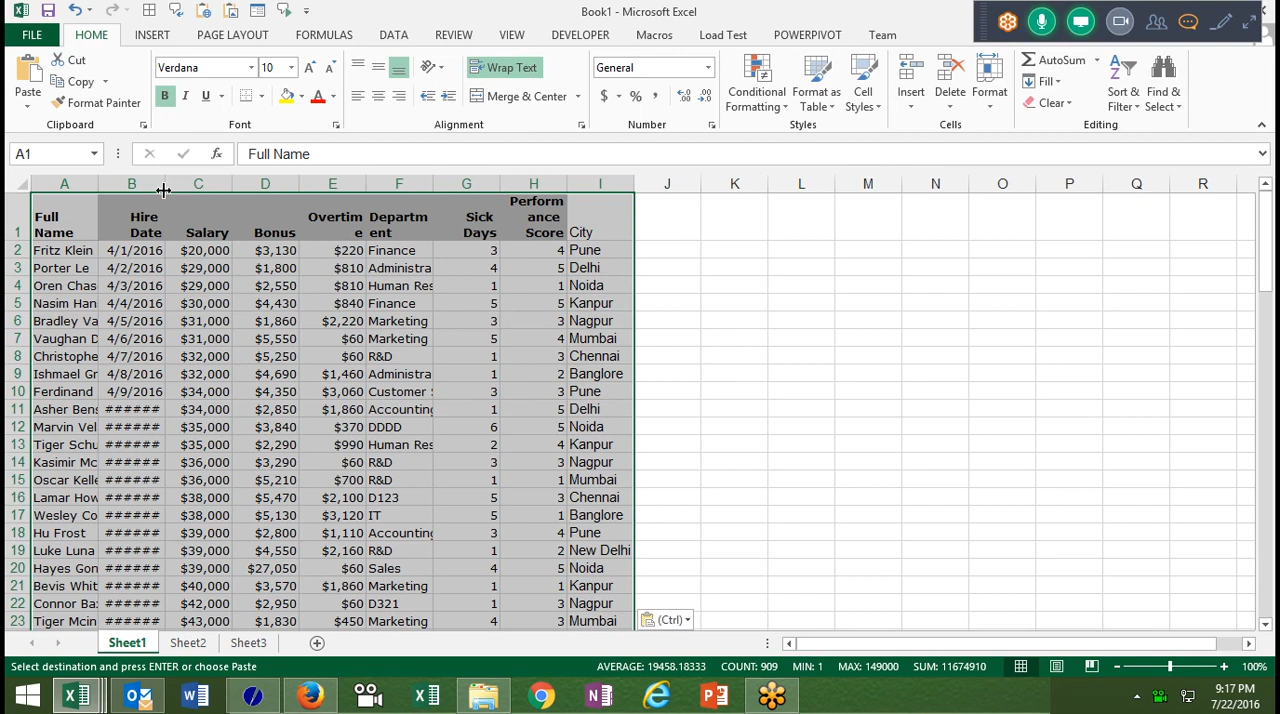 Book1 - Microsoft Excel
FILE HOME INSERT PAGE LAYOUT FORMULAS DATA REVIEW VIEW DEVELOPER Macros Load Test POWERPIVOT Team
Paste Cut Copy Format Painter
Verdana 10
B I U A
Wrap Text
Merge & Center
General
$ % ,
Conditional Formatting
Format as Table
Cell Styles
Insert Delete Format
AutoSum Fill Clear
Sort & Filter
Find & Select
Clipboard Font Alignment Number Styles Cells Editing
A1 fx Full Name
A B C D E F G H I J K L M N O P Q R
1 Full Name Hire Date Salary Bonus Overtime Department Sick Days Performance Score City
2 Fritz Klein 4/1/2016 $20,000 $3,130 $220 Finance 3 4 Pune
3 Porter Le 4/2/2016 $29,000 $1,800 $810 Administra 4 5 Delhi
4 Oren Chas 4/3/2016 $29,000 $2,550 $810 Human Res 1 1 Noida
5 Nasim Han 4/4/2016 $30,000 $4,430 $840 Finance 5 5 Kanpur
6 Bradley Va 4/5/2016 $31,000 $1,860 $2,220 Marketing 3 3 Nagpur
7 Vaughan D 4/6/2016 $31,000 $5,550 $60 Marketing 5 4 Mumbai
8 Christophe 4/7/2016 $32,000 $5,250 $60 R&D 1 3 Chennai
9 Ishmael Gr 4/8/2016 $32,000 $4,690 $1,460 Administra 1 2 Banglore
10 Ferdinand 4/9/2016 $34,000 $4,350 $3,060 Customer S 3 3 Pune
11 Asher Bens ###### $34,000 $2,850 $1,860 Accounting 1 5 Delhi
12 Marvin Vel ###### $35,000 $3,840 $370 DDDD 6 5 Noida
13 Tiger Schu ###### $35,000 $2,290 $990 Human Res 2 4 Kanpur
14 Kasimir Mc ###### $36,000 $3,290 $60 R&D 3 3 Nagpur
15 Oscar Kelle ###### $36,000 $5,210 $700 R&D 1 1 Mumbai
16 Lamar How ###### $38,000 $5,470 $2,100 D123 5 3 Chennai
17 Wesley Co ###### $38,000 $5,130 $3,120 IT 5 1 Banglore
18 Hu Frost ###### $39,000 $2,800 $1,110 Accounting 3 4 Pune
19 Luke Luna ###### $39,000 $4,550 $2,160 R&D 1 2 New Delhi
20 Hayes Gon ###### $39,000 $27,050 $60 Sales 4 5 Noida
21 Bevis Whit ###### $40,000 $3,570 $1,860 Marketing 1 1 Kanpur
22 Connor Ba ###### $42,000 $2,950 $60 D321 1 3 Nagpur
23 Tiger Mcin ###### $43,000 $1,830 $450 Marketing 4 3 Mumbai
(Ctrl)
Sheet1 Sheet2 Sheet3
Select destination and press ENTER or choose Paste AVERAGE: 19458.18333 COUNT: 909 MIN: 1 MAX: 149000 SUM: 11674910 100%
9:17 PM
7/22/2016